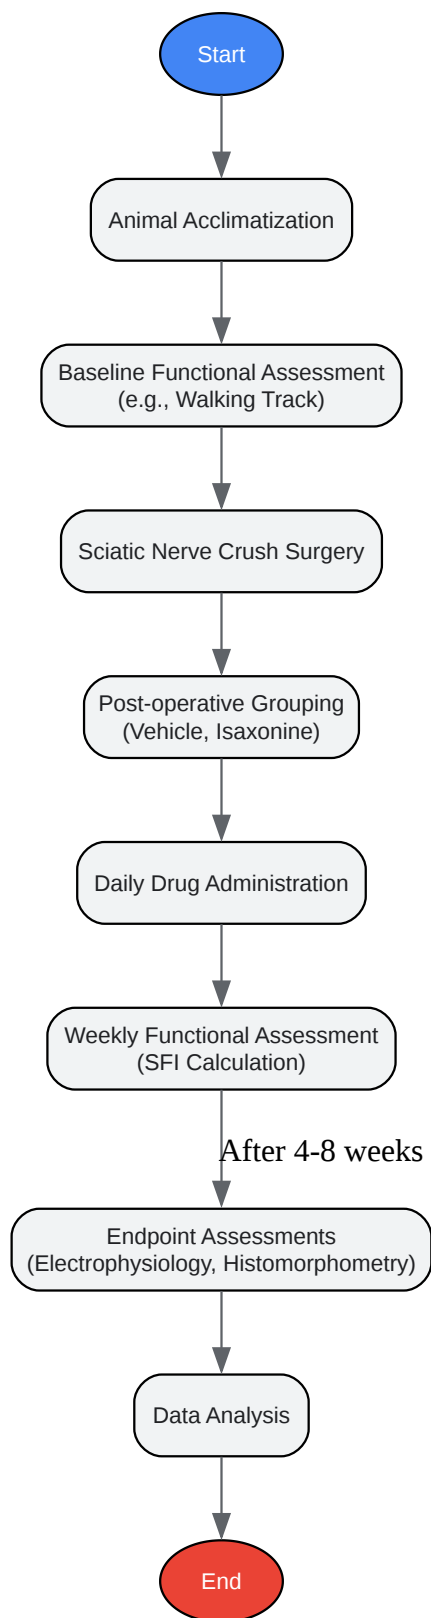 Start
Animal Acclimatization
Baseline Functional Assessment
(e.g., Walking Track)
Sciatic Nerve Crush Surgery
Post-operative Grouping
(Vehicle, Isaxonine)
Daily Drug Administration
Weekly Functional Assessment
(SFI Calculation)
After 4-8 weeks
Endpoint Assessments
(Electrophysiology, Histomorphometry)
Data Analysis
End